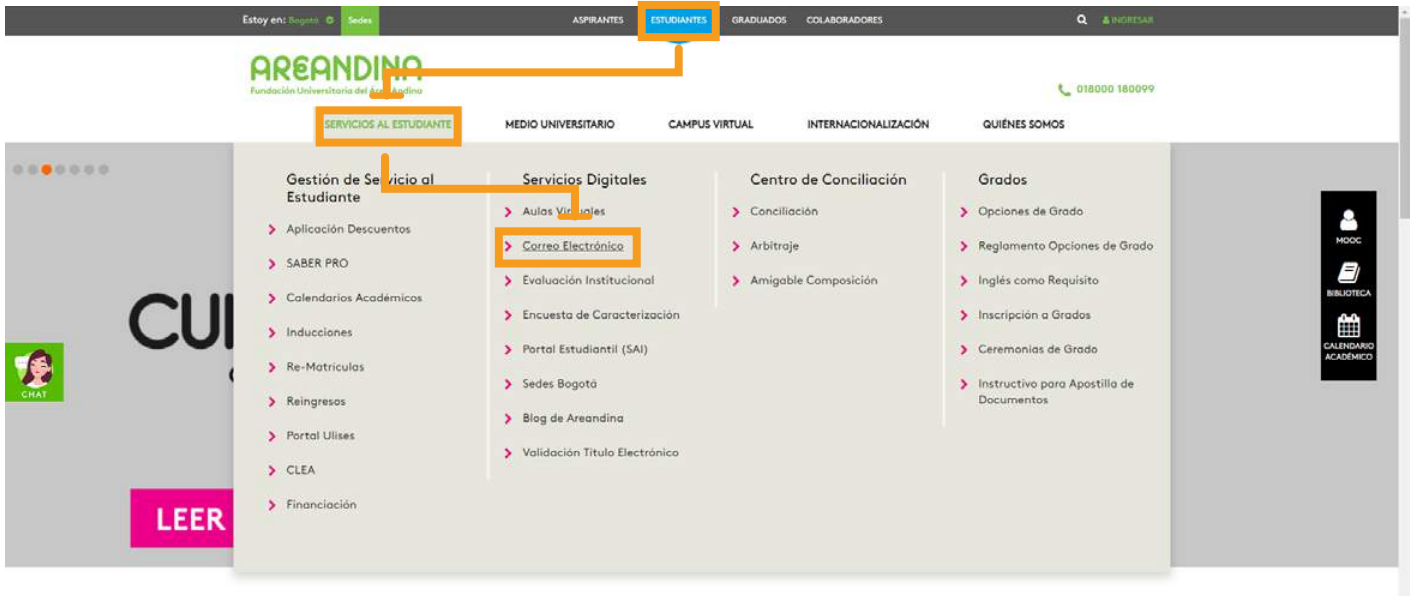 Estoy en: Bogotá Sedes
ASPIRANTES ESTUDIANTES GRADUADOS COLABORADORES
INGRESAR
AREANDINA
Fundación Universitaria del Área Andina
018000 180099
SERVICIOS AL ESTUDIANTE MEDIO UNIVERSITARIO CAMPUS VIRTUAL INTERNACIONALIZACIÓN QUIÉNES SOMOS
Gestión de Servicio al
Estudiante
Aplicación Descuentos
SABER PRO
Calendarios Académicos
Inducciones
Re-Matriculas
Reingresos
Portal Ulises
CLEA
Financiación
Servicios Digitales
Aulas Virtuales
Correo Electrónico
Evaluación Institucional
Encuesta de Caracterización
Portal Estudiantil (SAI)
Sedes Bogotá
Blog de Areandina
Validación Titulo Electrónico
Centro de Conciliación
Conciliación
Arbitraje
Amigable Composición
Grados
Opciones de Grado
Reglamento Opciones de Grado
Inglés como Requisito
Inscripción a Grados
Ceremonias de Grado
Instructivo para Apostilla de
Documentos
MOOC
BIBLIOTECA
CALENDARIO
ACADÉMICO
CUI
CHAT
LEER